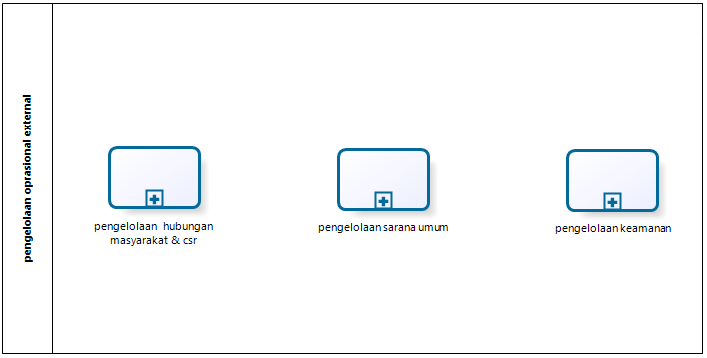 pengelolaan oprasional external
pengelolaan hubungan
masyarakat & csr
pengelolaan sarana umum
pengelolaan keamanan